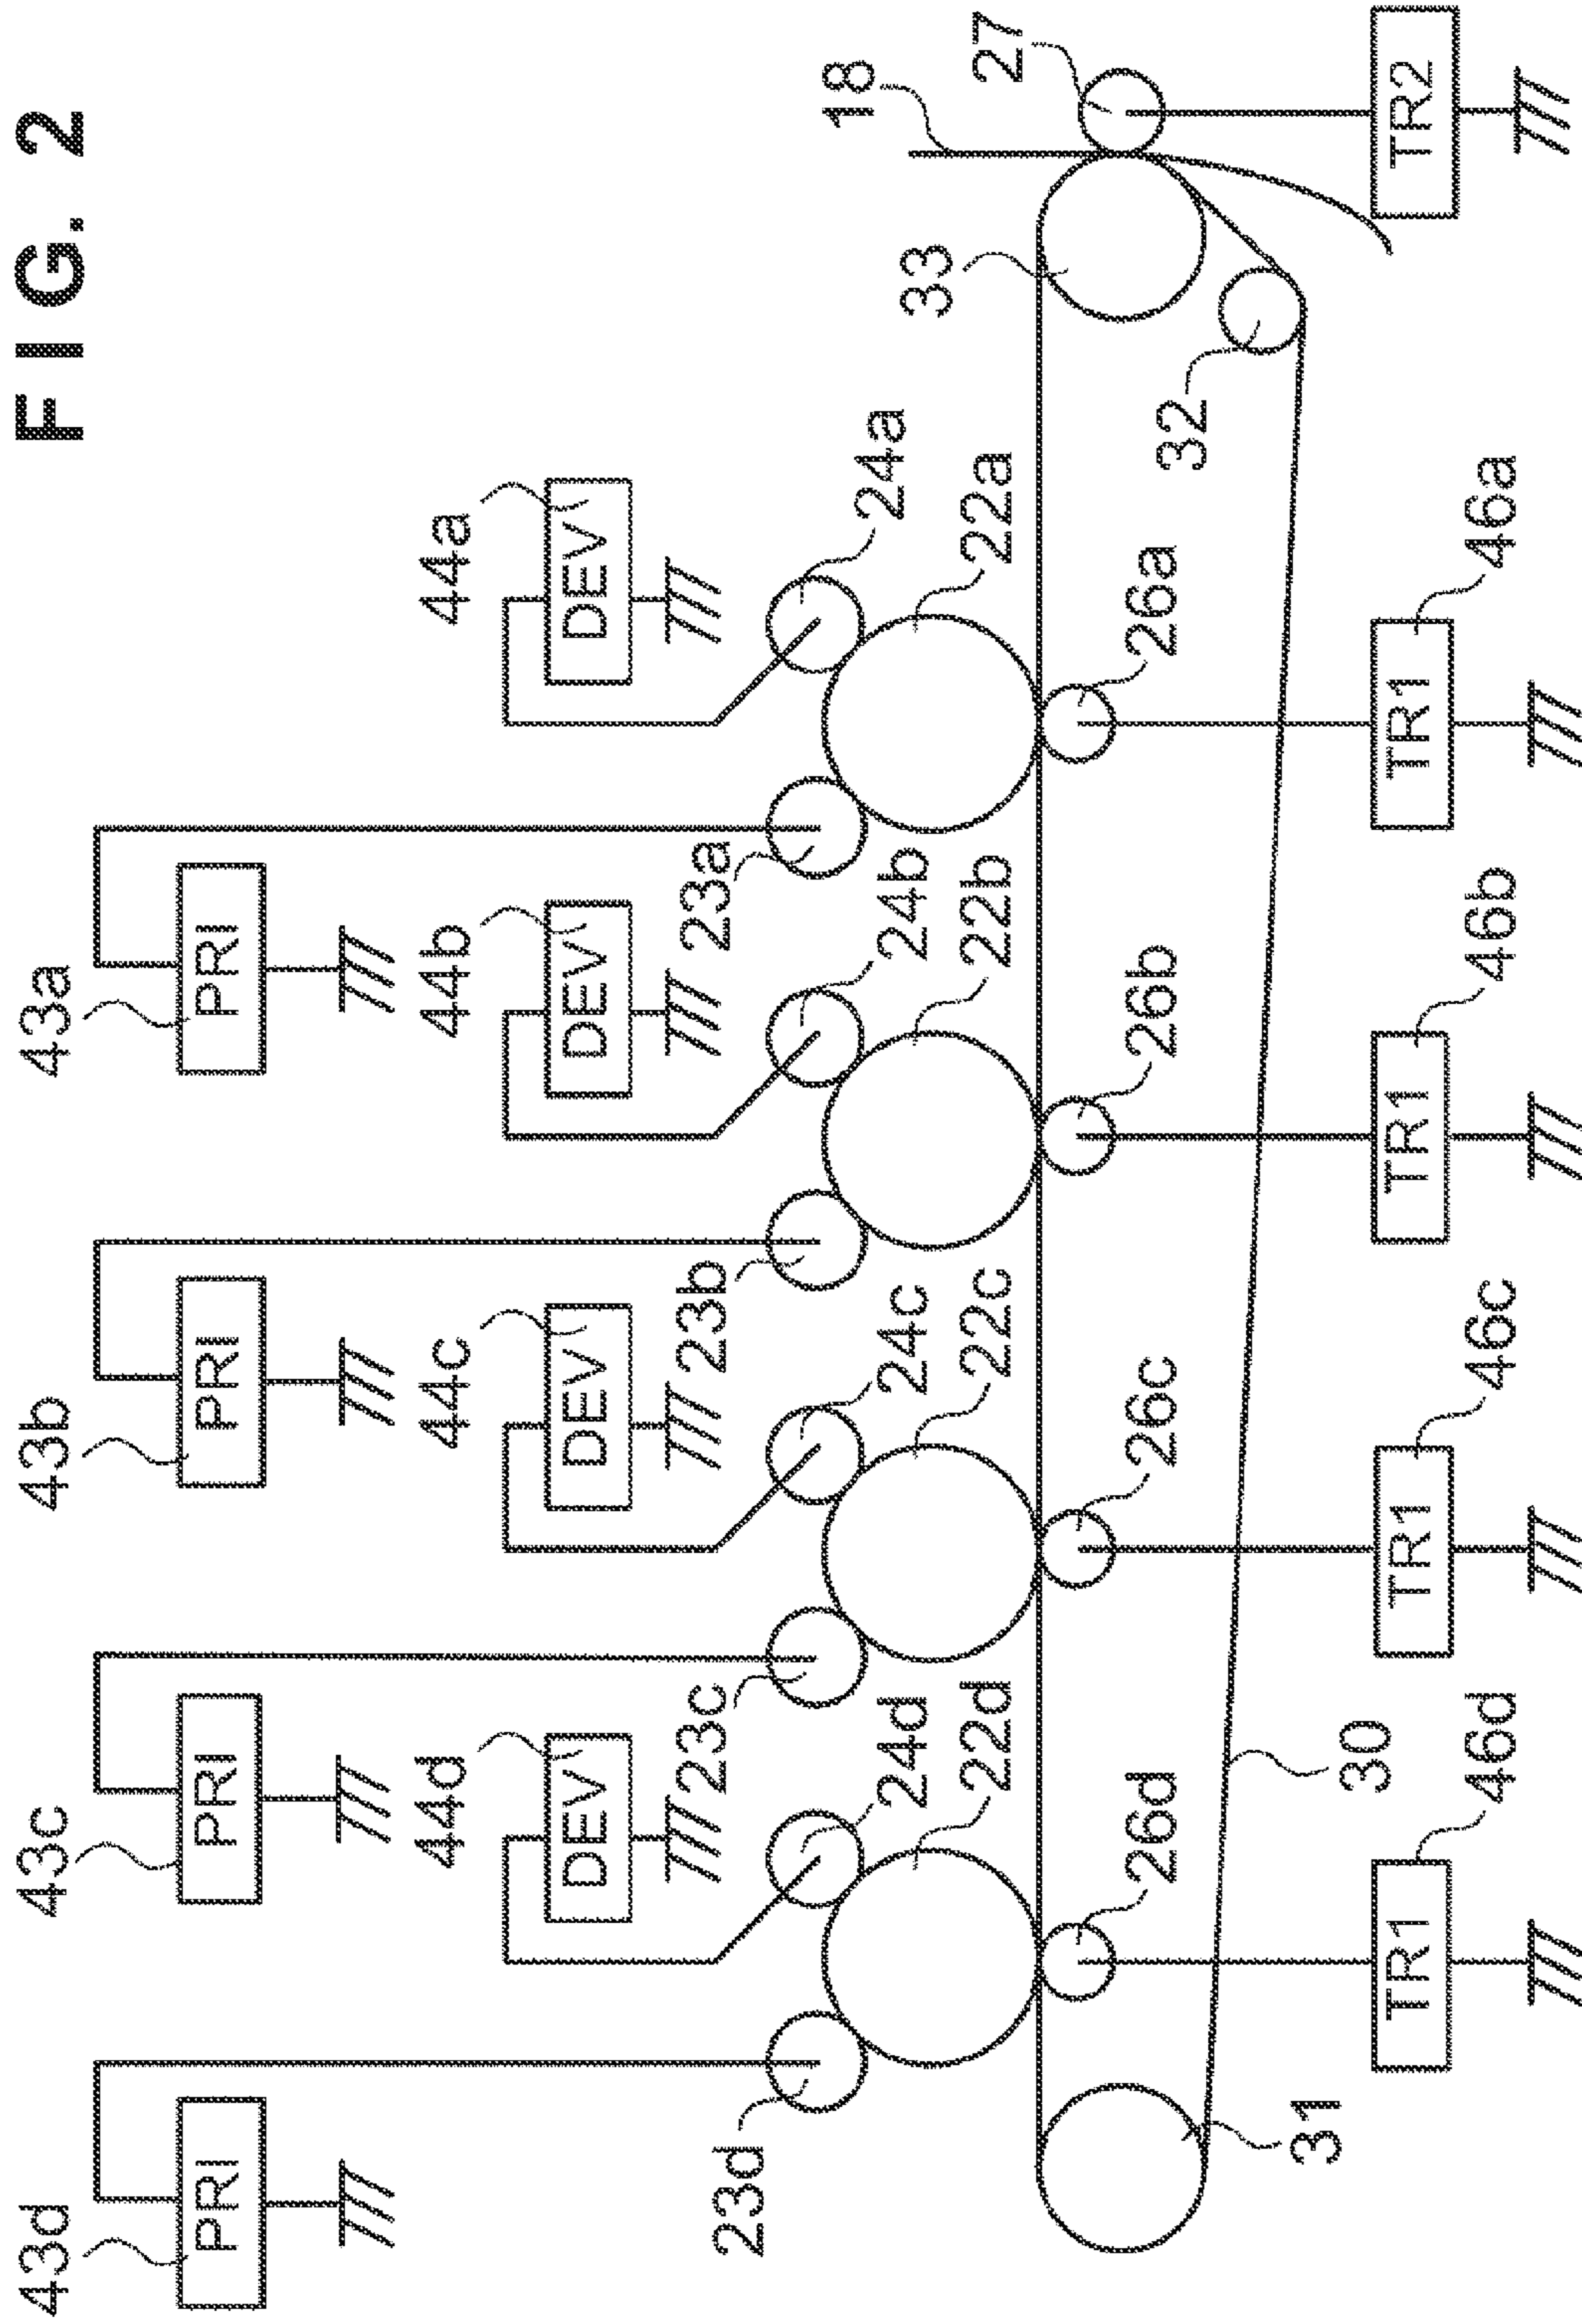 FIG. 2
43d
43c
43b
43a
PRI
PRI
PRI
PRI
44d
44c
44b
44a
DEV
DEV
DEV
DEV
23d
23c
23b
23a
24d
24c
24b
24a
22d
22c
22b
22a
18
27
33
26d
26c
26b
26a
32
31
30
TR1
TR1
TR1
TR1
TR2
46d
46c
46b
46a